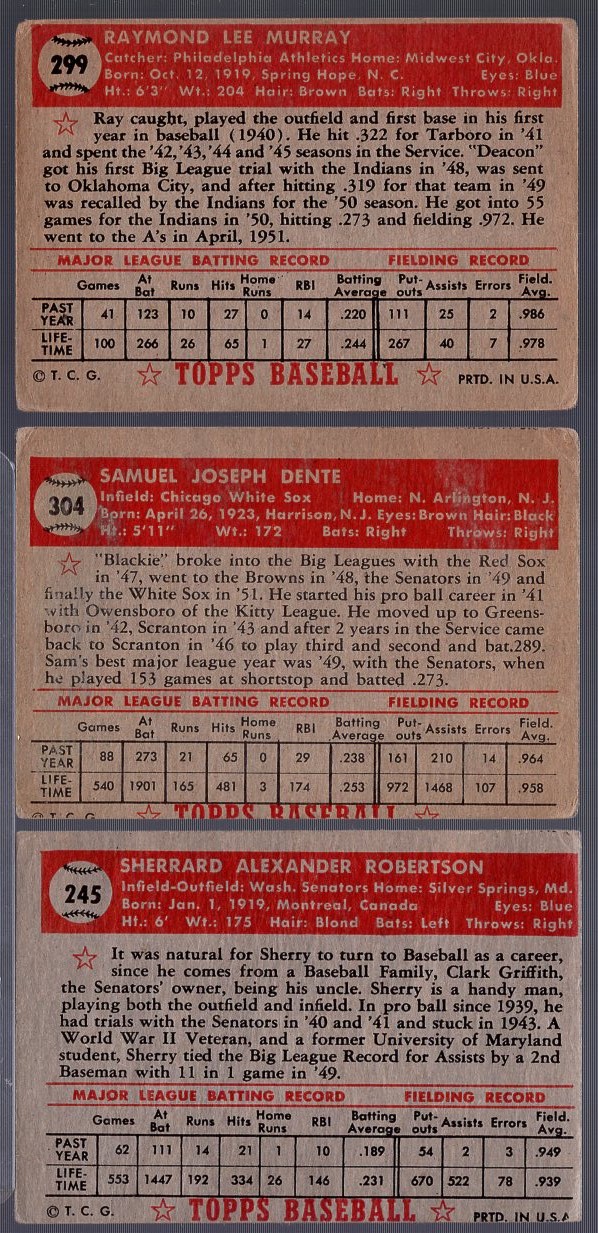 299
RAYMOND LEE MURRAY
Catcher: Philadelphia Athletics Home: Midwest City, Okla.
Born: Oct. 12, 1919, Spring Hope, N. C. Eyes: Blue
Ht.: 6'3" Wt.: 204 Hair: Brown Bats: Right Throws: Right
Ray caught, played the outfield and first base in his first
year in baseball (1940). He hit .322 for Tarboro in '41
and spent the '42,'43,'44 and '45 seasons in the Service. "Deacon"
got his first Big League trial with the Indians in '48, was sent
to Oklahoma City, and after hitting .319 for that team in '49
was recalled by the Indians for the '50 season. He got into 55
games for the Indians in '50, hitting .273 and fielding .972. He
went to the A's in April, 1951.
MAJOR LEAGUE BATTING RECORD FIELDING RECORD
Games At Bat Runs Hits Home Runs RBI Batting Average Put-outs Assists Errors Field. Avg.
PAST YEAR 41 123 10 27 0 14 .220 111 25 2 .986
LIFE-TIME 100 266 26 65 1 27 .244 267 40 7 .978
© T. C. G. TOPPS BASEBALL PRTD. IN U.S.A.
304
SAMUEL JOSEPH DENTE
Infield: Chicago White Sox Home: N. Arlington, N. J.
Born: April 26, 1923, Harrison, N.J. Eyes: Brown Hair: Black
Ht.: 5'11" Wt.: 172 Bats: Right Throws: Right
"Blackie" broke into the Big Leagues with the Red Sox
in '47, went to the Browns in '48, the Senators in '49 and
finally the White Sox in '51. He started his pro ball career in '41
with Owensboro of the Kitty League. He moved up to Greens-
boro in '42, Scranton in '43 and after 2 years in the Service came
back to Scranton in '46 to play third and second and bat.289.
Sam's best major league year was '49, with the Senators, when
he played 153 games at shortstop and batted .273.
MAJOR LEAGUE BATTING RECORD FIELDING RECORD
Games At Bat Runs Hits Home Runs RBI Batting Average Put-outs Assists Errors Field. Avg.
PAST YEAR 88 273 21 65 0 29 .238 161 210 14 .964
LIFE-TIME 540 1901 165 481 3 174 .253 972 1468 107 .958
© T. C. G. TOPPS BASEBALL
245
SHERRARD ALEXANDER ROBERTSON
Infield-Outfield: Wash. Senators Home: Silver Springs, Md.
Born: Jan. 1, 1919, Montreal, Canada Eyes: Blue
Ht.: 6' Wt.: 175 Hair: Blond Bats: Left Throws: Right
It was natural for Sherry to turn to Baseball as a career,
since he comes from a Baseball Family, Clark Griffith,
the Senators' owner, being his uncle. Sherry is a handy man,
playing both the outfield and infield. In pro ball since 1939, he
had trials with the Senators in '40 and '41 and stuck in 1943. A
World War II Veteran, and a former University of Maryland
student, Sherry tied the Big League Record for Assists by a 2nd
Baseman with 11 in 1 game in '49.
MAJOR LEAGUE BATTING RECORD FIELDING RECORD
Games At Bat Runs Hits Home Runs RBI Batting Average Put-outs Assists Errors Field. Avg.
PAST YEAR 62 111 14 21 1 10 .189 54 2 3 .949
LIFE-TIME 553 1447 192 334 26 146 .231 670 522 78 .939
© T. C. G. TOPPS BASEBALL PRTD. IN U.S.A